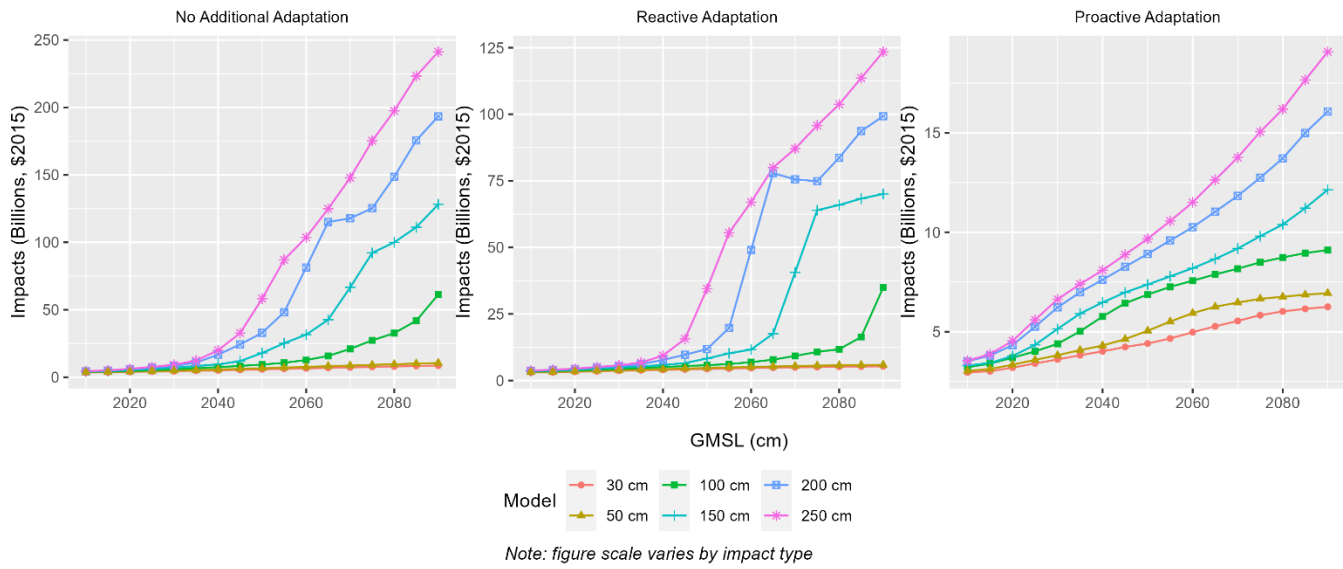 No Additional Adaptation
Reactive Adaptation
Proactive Adaptation
Impacts (Billions, $2015)
250
200
150
100
50
0
2020 2040 2060 2080
Impacts (Billions, $2015)
125
100
75
50
25
0
2020 2040 2060 2080
Impacts (Billions, $2015)
15
10
5
2020 2040 2060 2080
GMSL (cm)
Model
30 cm 100 cm 200 cm
50 cm 150 cm 250 cm
Note: figure scale varies by impact type